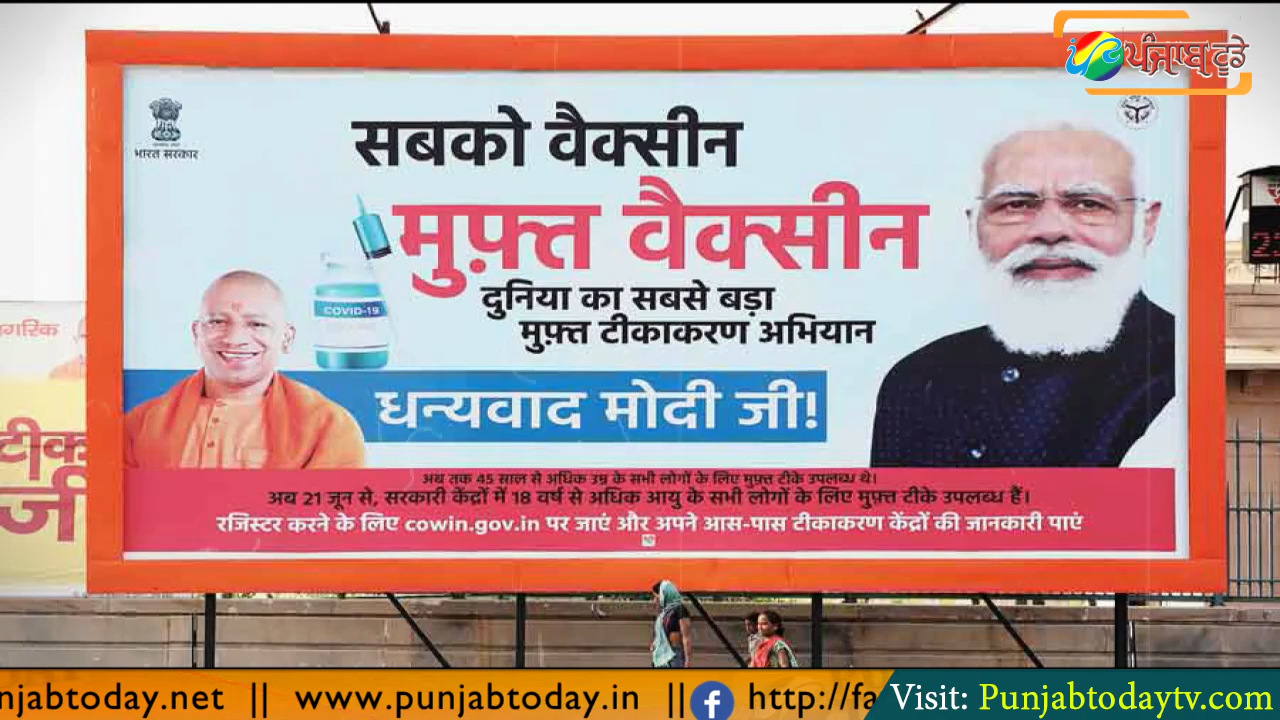 ਪੰਜਾਬ ਟੂਡੇ
भारत सरकार
सबको वैक्सीन
मुफ़्त वैक्सीन
COVID-19
दुनिया का सबसे बड़ा
मुफ़्त टीकाकरण अभियान
धन्यवाद मोदी जी!
अब तक 45 साल से अधिक उम्र के सभी लोगों के लिए मुफ़्त टीके उपलब्ध थे।
अब 21 जून से, सरकारी केंद्रों में 18 वर्ष से अधिक आयु के सभी लोगों के लिए मुफ़्त टीके उपलब्ध हैं।
रजिस्टर करने के लिए cowin.gov.in पर जाएं और अपने आस-पास टीकाकरण केंद्रों की जानकारी पाएं
njabtoday.net || www.punjabtoday.in || http://fa
Visit: Punjabtodaytv.com